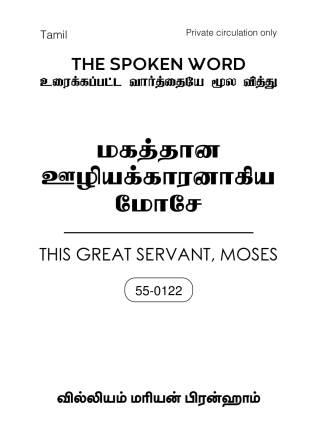 Tamil
Private circulation only
THE SPOKEN WORD
உரைக்கப்பட்ட வார்த்தையே மூல வித்து
மகத்தான
ஊழியக்காரனாகிய
மோசே
THIS GREAT SERVANT, MOSES
55-0122
வில்லியம் மரியன் பிரன்ஹாம்